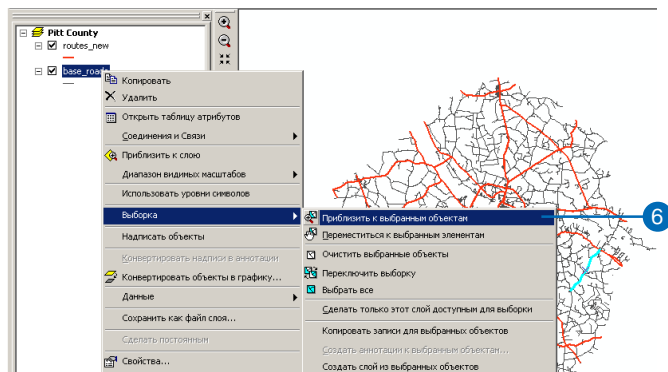 Pitt County
routes_new
base_roads
Копировать
Удалить
Открыть таблицу атрибутов
Соединения и Связи
Приблизить к слою
Диапазон видимых масштабов
Использовать уровни символов
Выборка
Надписать объекты
Конвертировать надписи в аннотации
Конвертировать объекты в графику...
Данные
Сохранить как файл слоя...
Сделать постоянным
Свойства...
Приблизить к выбранным объектам
6
Переместиться к выбранным элементам
Очистить выбранные объекты
Переключить выборку
Выбрать все
Сделать только этот слой доступным для выборки
Копировать записи для выбранных объектов
Создать аннотации к выбранным объектам...
Создать слой из выбранных объектов